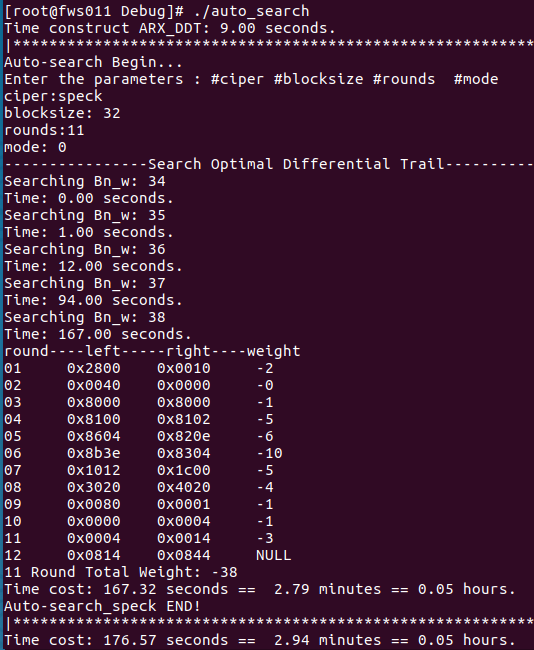 [root@fws011 Debug]# ./auto_search
Time construct ARX_DDT: 9.00 seconds.
|**********************************************************
Auto-search Begin...
Enter the parameters : #ciper #blocksize #rounds  #mode
ciper:speck
blocksize: 32
rounds:11
mode: 0
----------------Search Optimal Differential Trail----------
Searching Bn_w: 34
Time: 0.00 seconds.
Searching Bn_w: 35
Time: 1.00 seconds.
Searching Bn_w: 36
Time: 12.00 seconds.
Searching Bn_w: 37
Time: 94.00 seconds.
Searching Bn_w: 38
Time: 167.00 seconds.
round----left-----right----weight
01     0x2800    0x0010     -2
02     0x0040    0x0000     -0
03     0x8000    0x8000     -1
04     0x8100    0x8102     -5
05     0x8604    0x820e     -6
06     0x8b3e    0x8304     -10
07     0x1012    0x1c00     -5
08     0x3020    0x4020     -4
09     0x0080    0x0001     -1
10     0x0000    0x0004     -1
11     0x0004    0x0014     -3
12     0x0814    0x0844     NULL
11 Round Total Weight: -38
Time cost: 167.32 seconds ==  2.79 minutes == 0.05 hours.
Auto-search_speck END!
|**********************************************************
Time cost: 176.57 seconds ==  2.94 minutes == 0.05 hours.